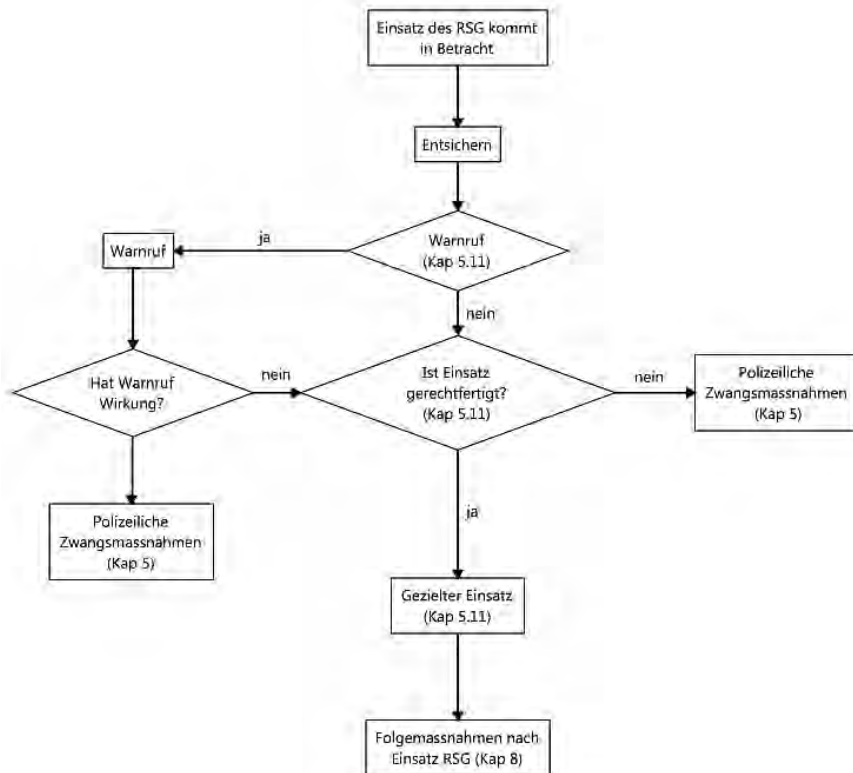 Einsatz des RSG kommt
in Betracht
Entsichern
ja
Warnruf
Warnruf
(Kap 5.11)
nein
Hat Warnruf
Wirkung?
nein
Ist Einsatz
gerechtfertigt?
(Kap 5.11)
nein
Polizeiliche
Zwangsmassnahmen
(Kap 5)
ja
Polizeiliche
Zwangsmassnahmen
(Kap 5)
Gezielter Einsatz
(Kap 5.11)
Folgemassnahmen nach
Einsatz RSG (Kap 8)